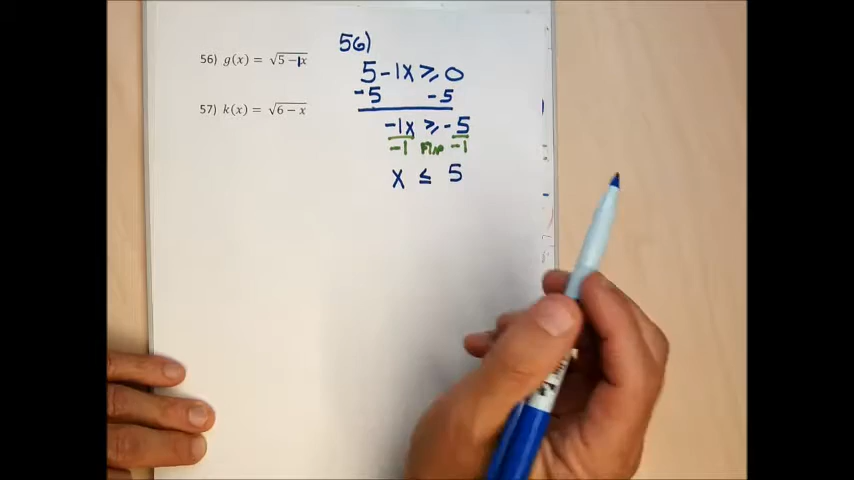 56) g(x) = √5 − 1x
57) k(x) = √6 − x
56)
5 - 1x ≥ 0
-5 -5
-1x ≥ -5
-1 Flip -1
x ≤ 5